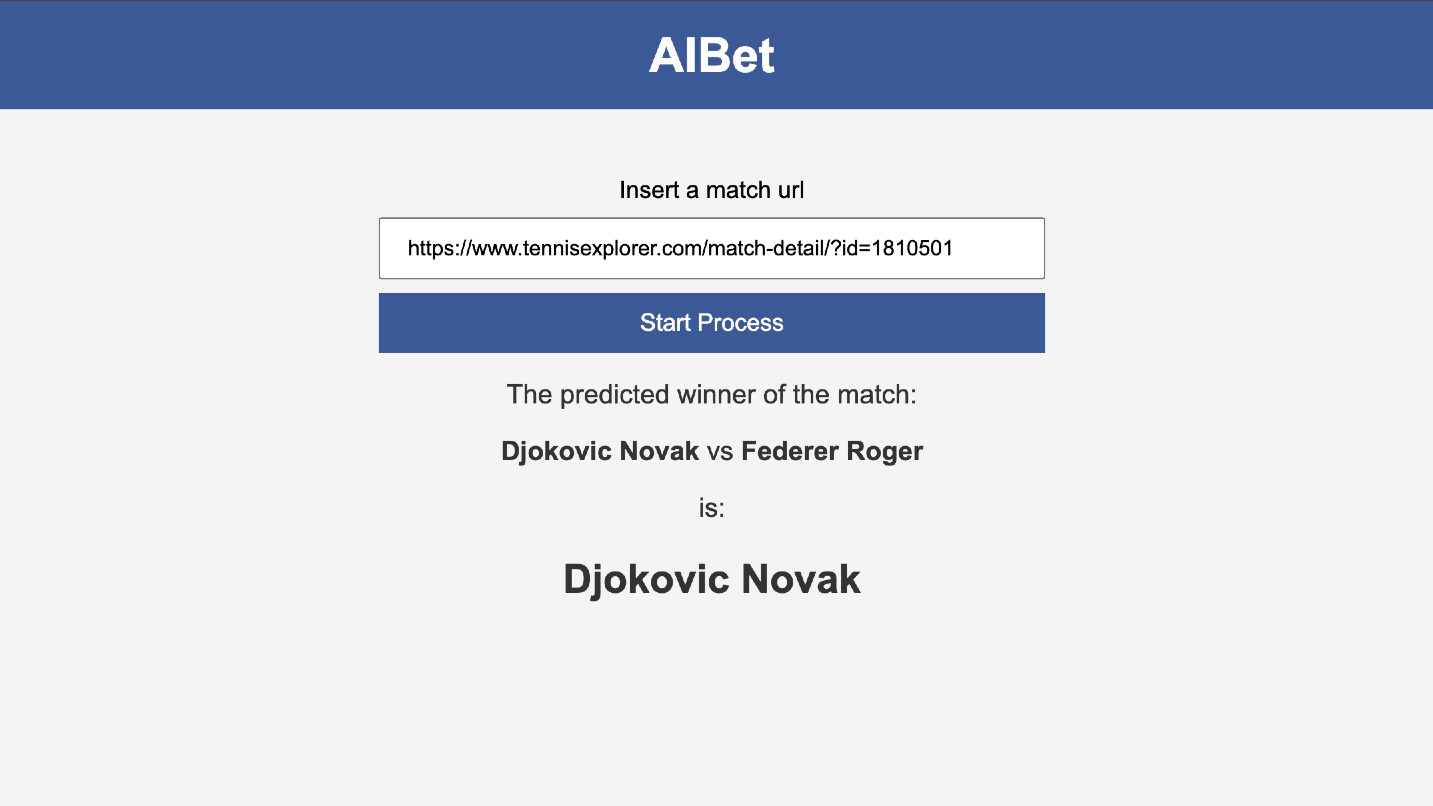 AIBet
Insert a match url
https://www.tennisexplorer.com/match-detail/?id=1810501
Start Process
The predicted winner of the match:
Djokovic Novak vs Federer Roger
is:
Djokovic Novak